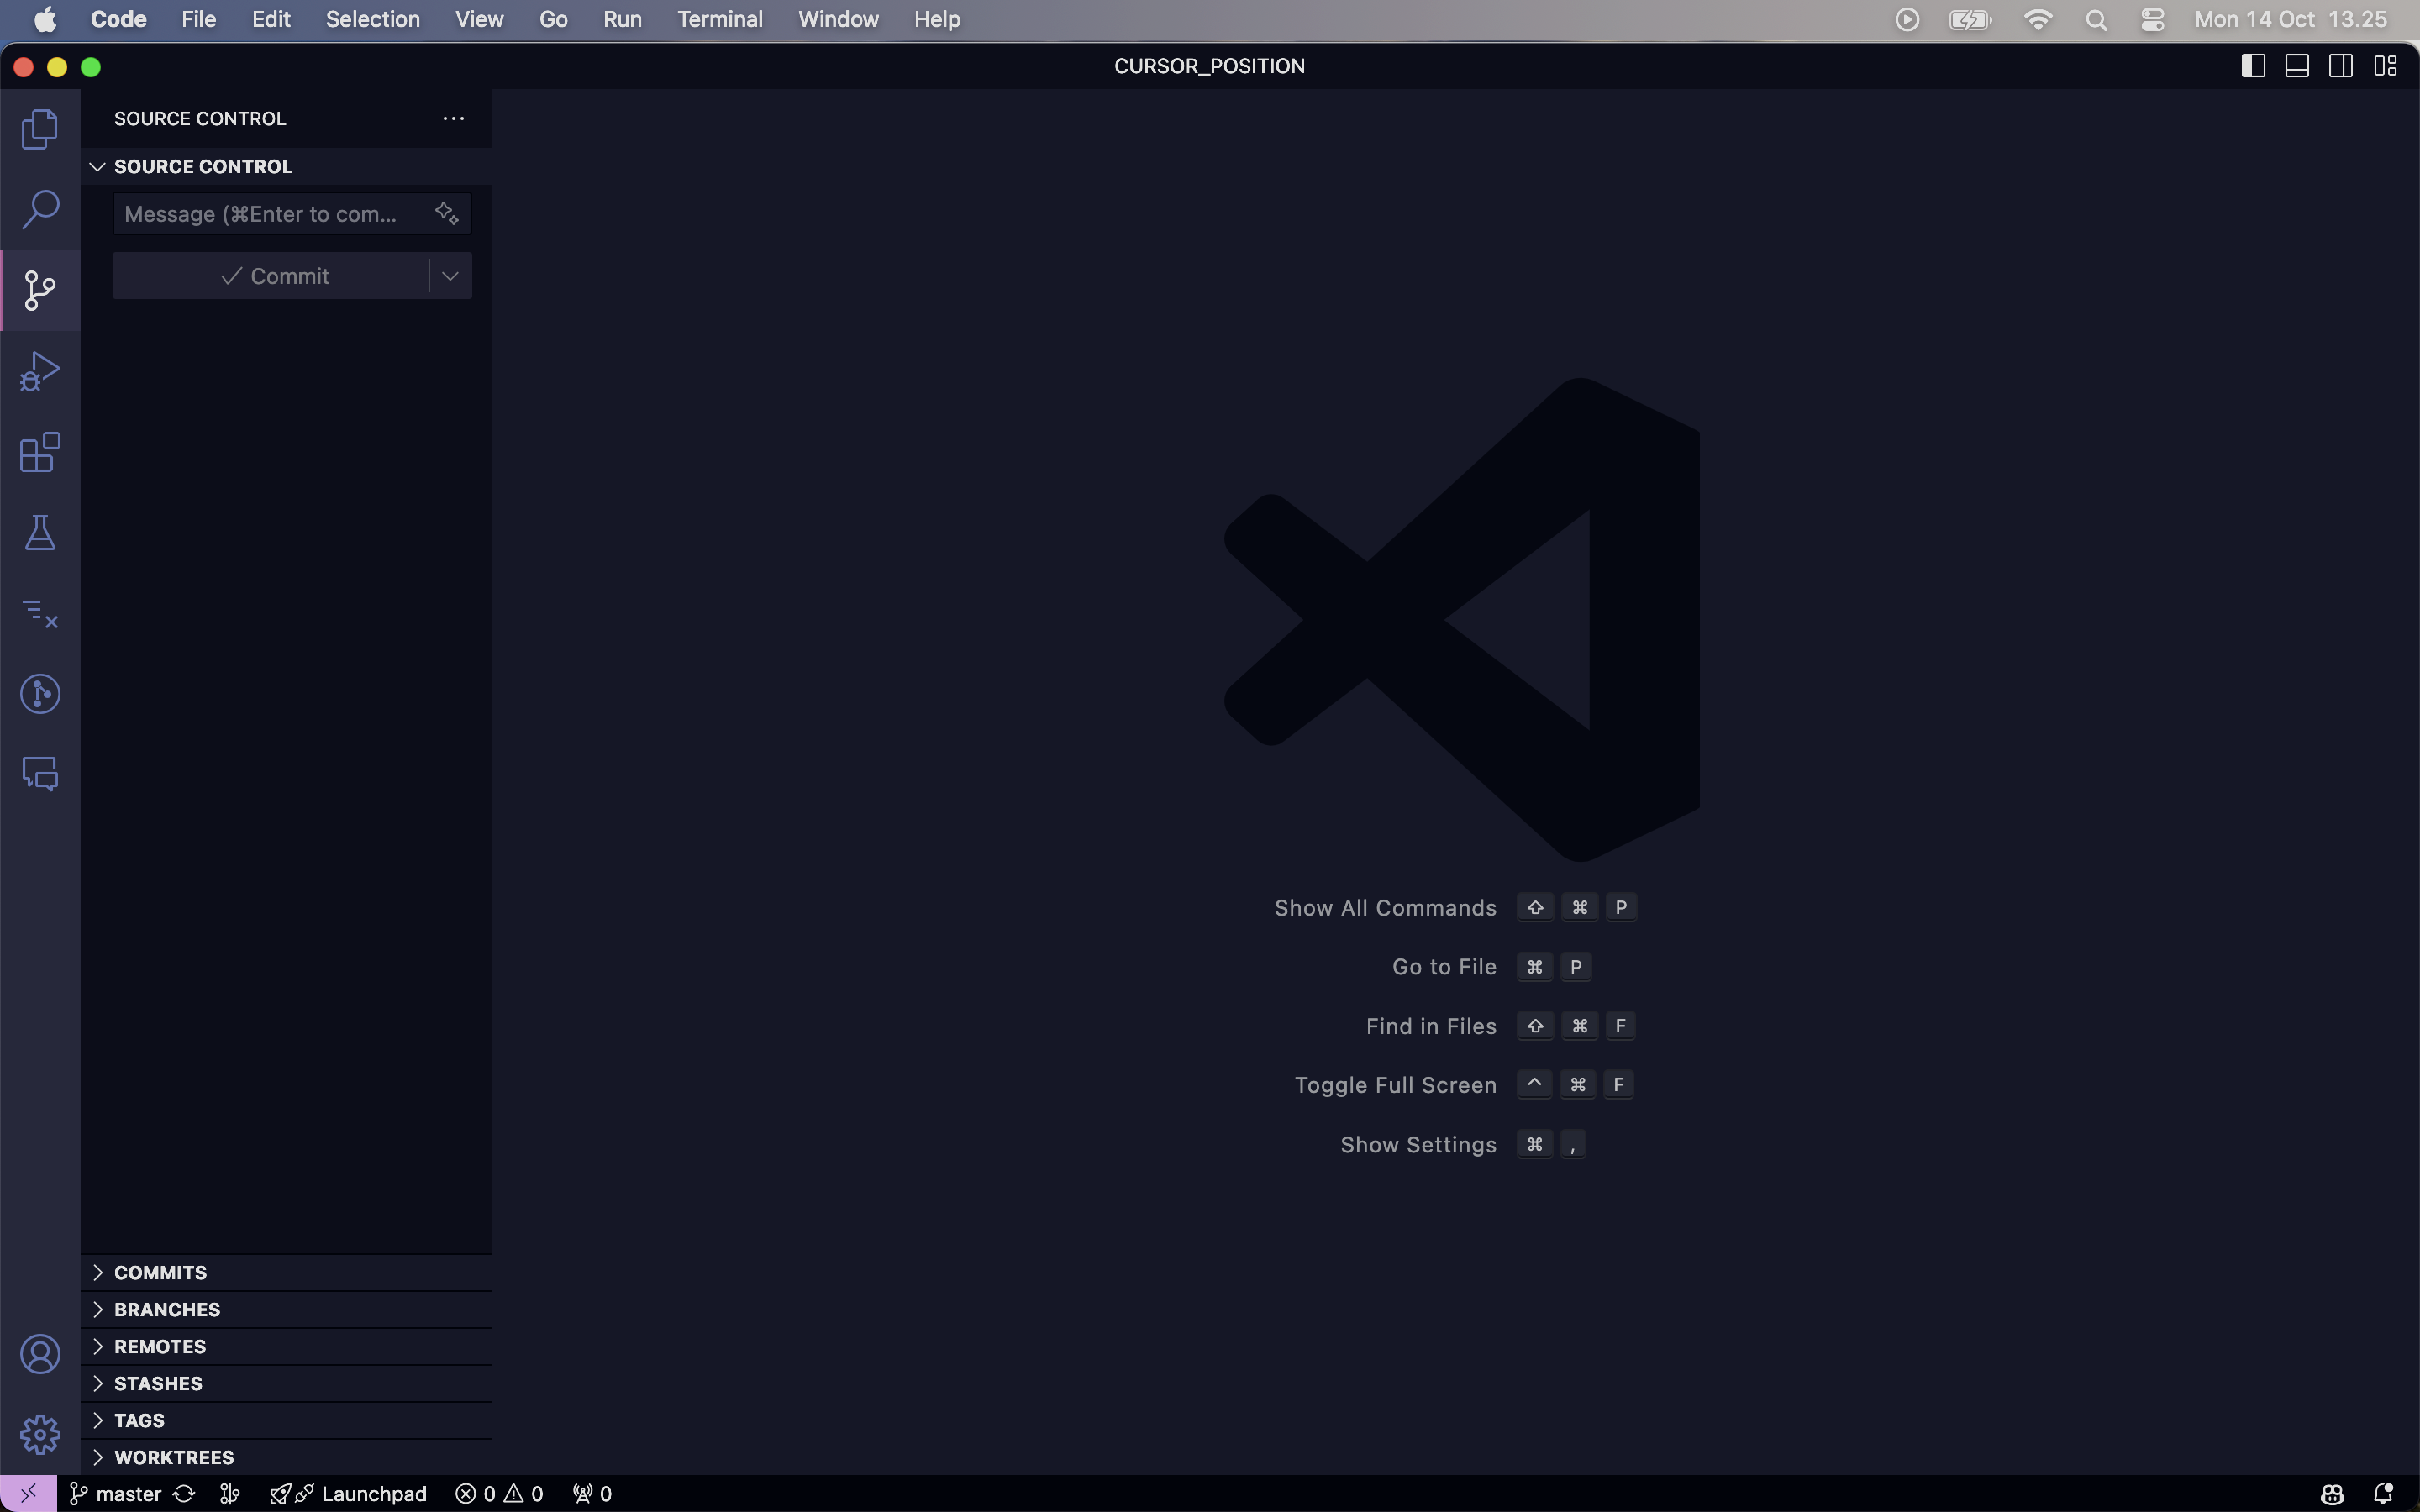 Code File Edit Selection View Go Run Terminal Window Help Mon 14 Oct 13.25
CURSOR_POSITION
SOURCE CONTROL
SOURCE CONTROL
Message (⌘Enter to com...
Commit
Show All Commands ⇧ ⌘ P
Go to File ⌘ P
Find in Files ⇧ ⌘ F
Toggle Full Screen ^ ⌘ F
Show Settings ⌘ ,
COMMITS
BRANCHES
REMOTES
STASHES
TAGS
WORKTREES
master Launchpad 0 0 0